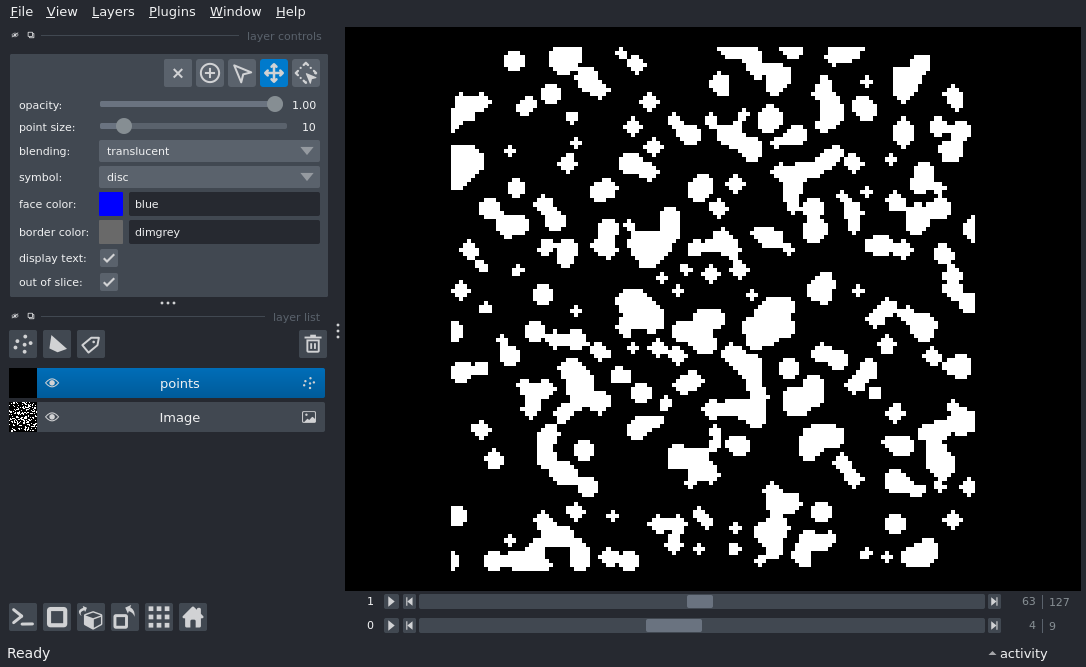 File View Layers Plugins Window Help
layer controls
opacity: 1.00
point size: 10
blending: translucent
symbol: disc
face color: blue
border color: dimgrey
display text:
out of slice:
layer list
points
Image
1 63 127
0 4 9
Ready activity